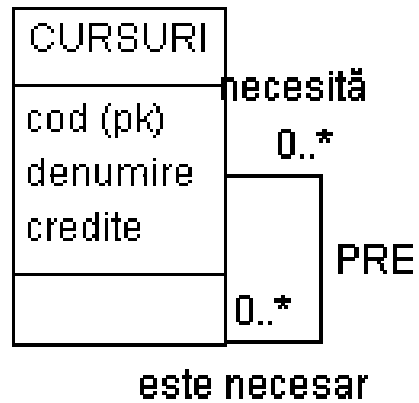 CURSURI
necesită
cod (pk)
0..*
denumire
credite
PRE
0..*
este necesar